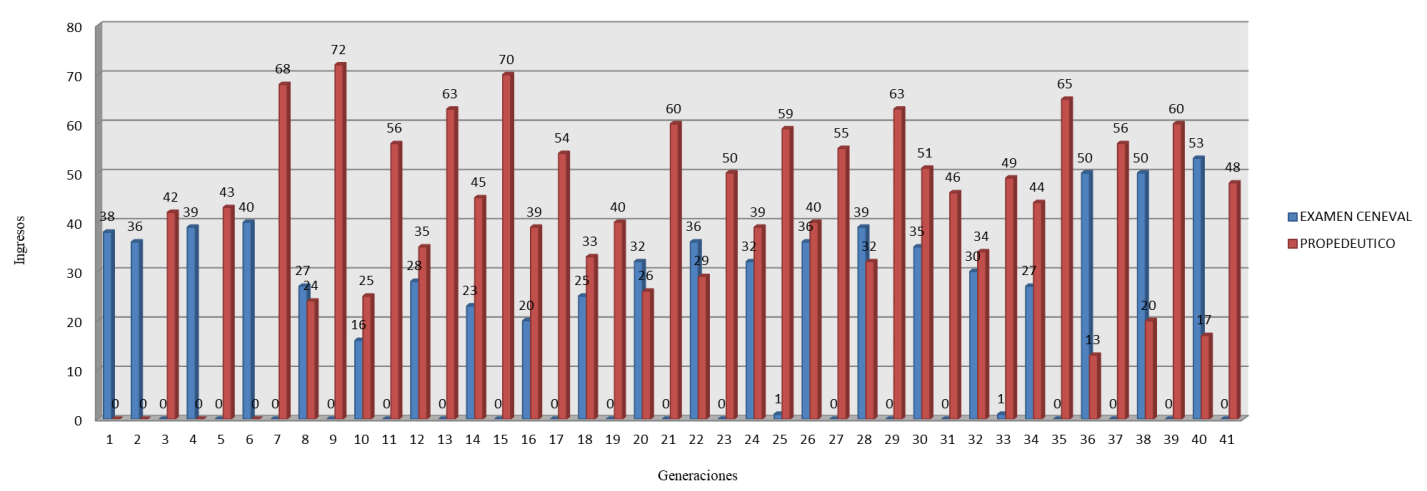 Ingresos
80
70
60
50
40
30
20
10
0
38 36 0 39 0 40 0 27 0 16 0 28 0 23 0 20 0 25 0 32 0 36 0 32 1 36 0 39 0 35 0 30 1 27 0 50 0 50 0 53 0
0 0 42 0 43 0 68 24 72 25 56 35 63 45 70 39 54 33 40 26 60 29 50 39 59 40 55 32 63 51 46 34 49 44 65 13 56 20 60 17 48
1 2 3 4 5 6 7 8 9 10 11 12 13 14 15 16 17 18 19 20 21 22 23 24 25 26 27 28 29 30 31 32 33 34 35 36 37 38 39 40 41
Generaciones
EXAMEN CENEVAL
PROPEDEUTICO